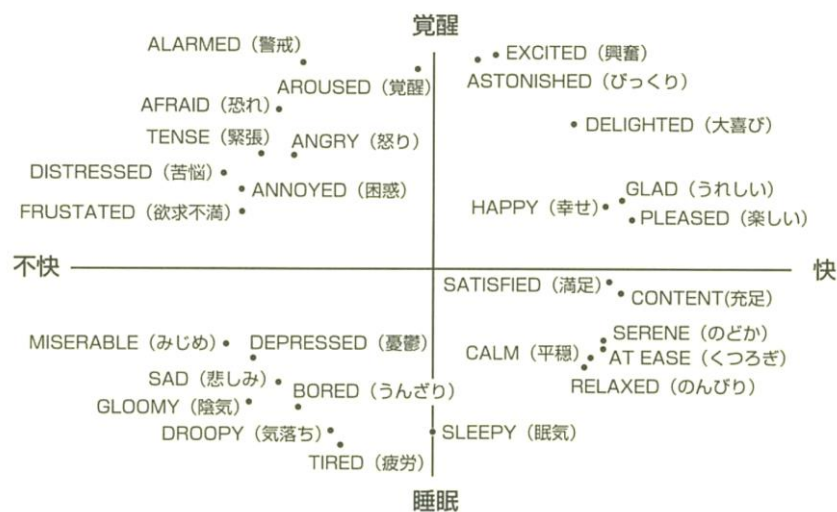 覚醒
ALARMED（警戒）
EXCITED（興奮）
AROUSED（覚醒）
ASTONISHED（びっくり）
AFRAID（恐れ）
DELIGHTED（大喜び）
TENSE（緊張）
ANGRY（怒り）
DISTRESSED（苦悩）
ANNOYED（困惑）
GLAD（うれしい）
FRUSTATED（欲求不満）
HAPPY（幸せ）
PLEASED（楽しい）
不快
快
SATISFIED（満足）
CONTENT(充足)
MISERABLE（みじめ）
DEPRESSED（憂鬱）
SERENE（のどか）
CALM（平穏）
AT EASE（くつろぎ）
SAD（悲しみ）
RELAXED（のんびり）
BORED（うんざり）
GLOOMY（陰気）
DROOPY（気落ち）
SLEEPY（眠気）
TIRED（疲労）
睡眠